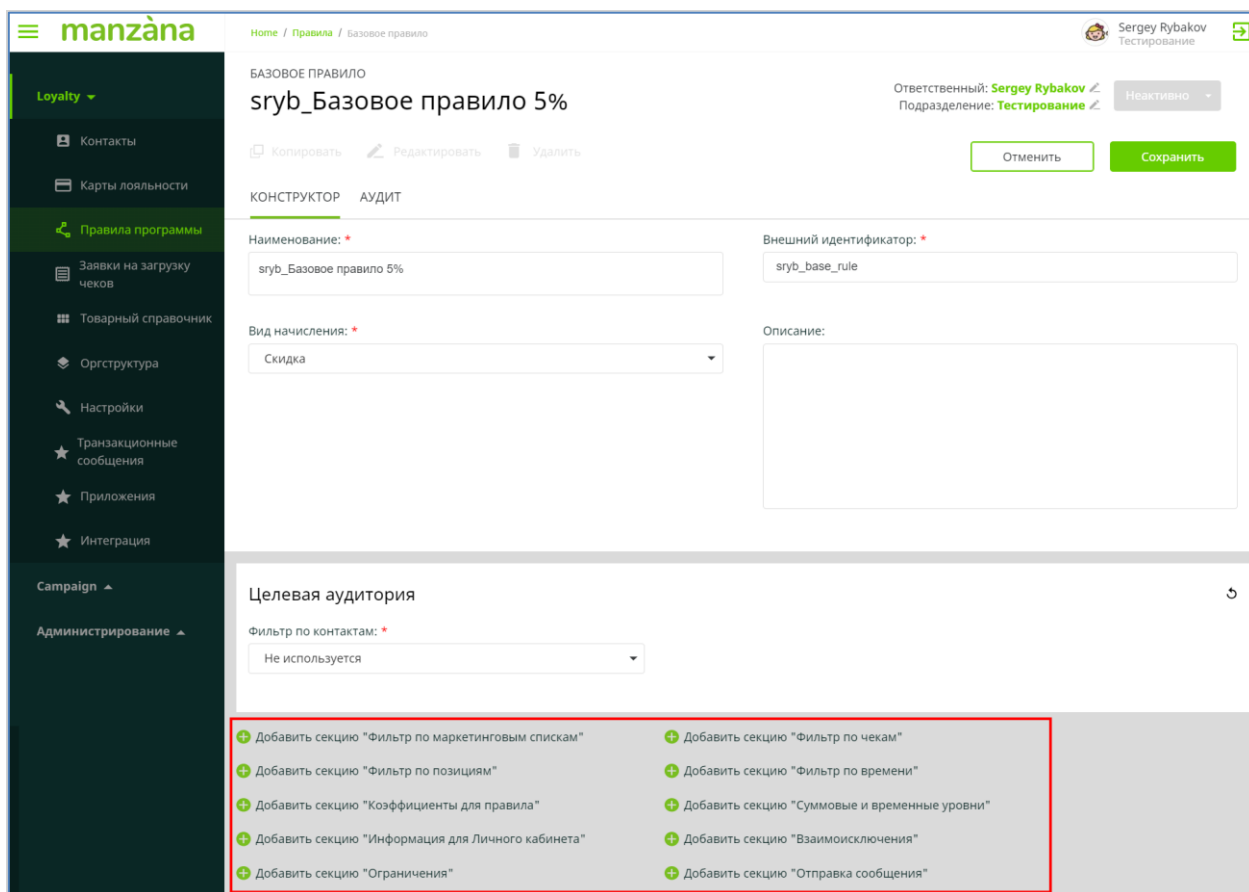 manzàna
Home / Правила / Базовое правило
Sergey Rybakov
Тестирование
Loyalty
Контакты
Карты лояльности
Правила программы
Заявки на загрузку
чеков
Товарный справочник
Оргструктура
Настройки
Транзакционные
сообщения
Приложения
Интеграция
Campaign
Администрирование
БАЗОВОЕ ПРАВИЛО
sryb_Базовое правило 5%
Ответственный: Sergey Rybakov
Подразделение: Тестирование
Неактивно
Копировать Редактировать Удалить
Отменить Сохранить
КОНСТРУКТОР АУДИТ
Наименование: *
sryb_Базовое правило 5%
Внешний идентификатор: *
sryb_base_rule
Вид начисления: *
Скидка
Описание:
Целевая аудитория
Фильтр по контактам: *
Не используется
Добавить секцию "Фильтр по маркетинговым спискам" Добавить секцию "Фильтр по чекам"
Добавить секцию "Фильтр по позициям" Добавить секцию "Фильтр по времени"
Добавить секцию "Коэффициенты для правила" Добавить секцию "Суммовые и временные уровни"
Добавить секцию "Информация для Личного кабинета" Добавить секцию "Взаимоисключения"
Добавить секцию "Ограничения" Добавить секцию "Отправка сообщения"